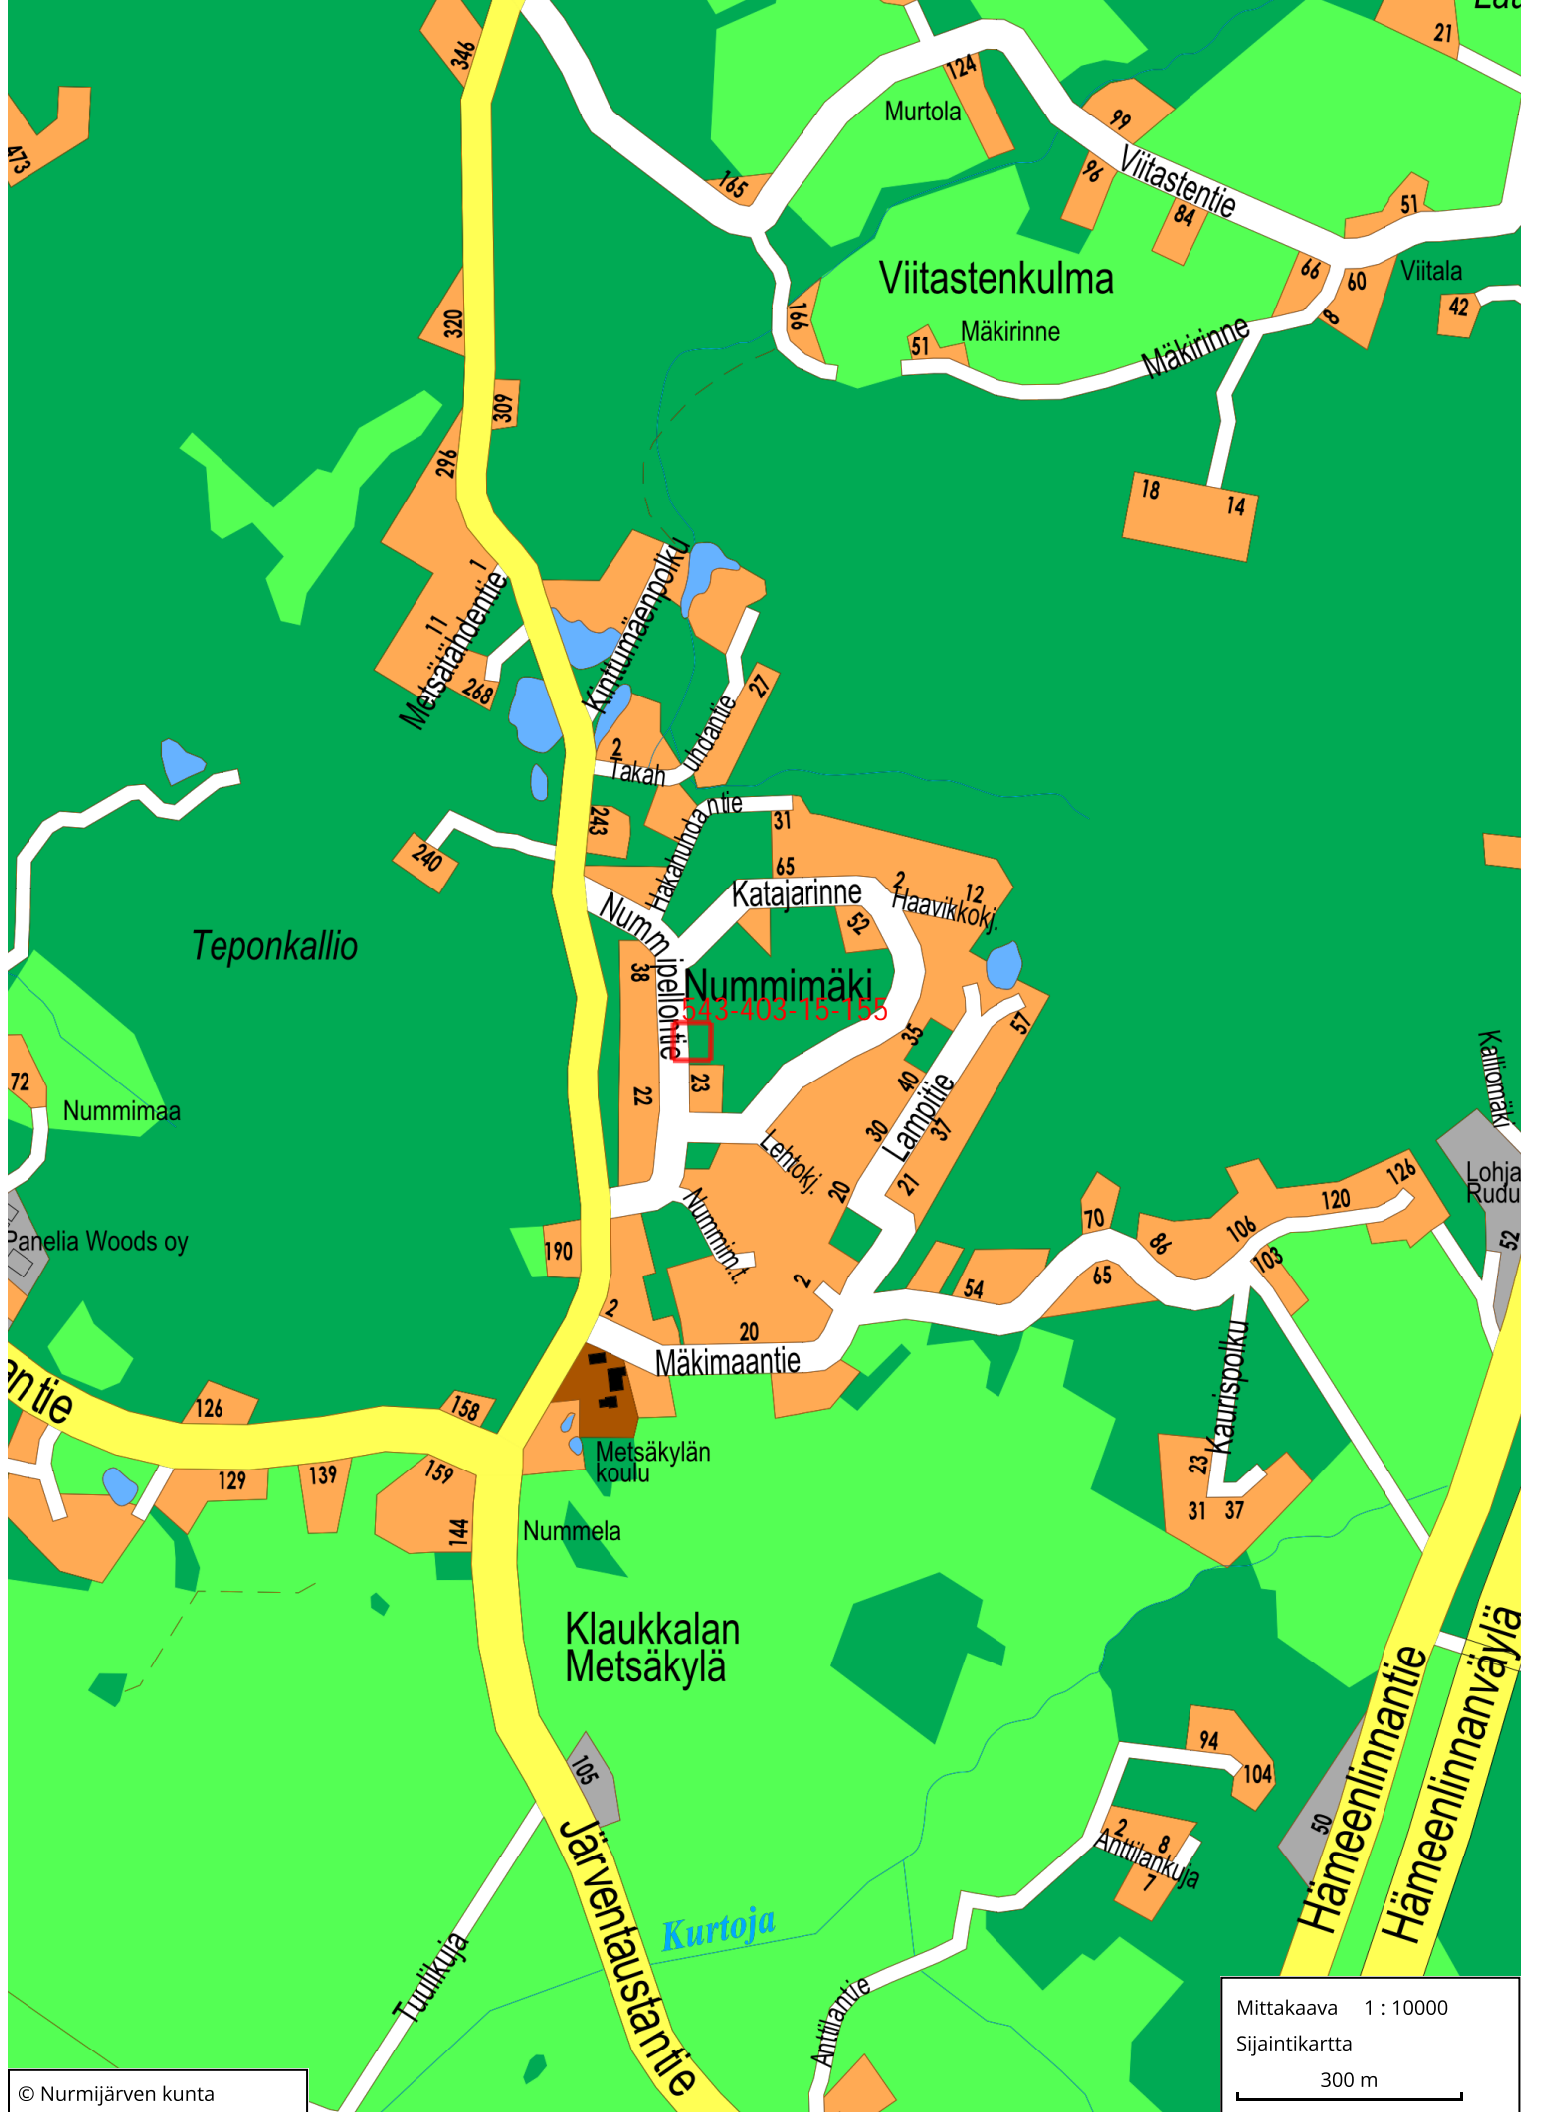 21
346
124
Murtola
99
473
96
Viitastentie
165
84
51
Viitastenkulma
66
60
Viitala
166
8
42
320
51
Mäkirinne
Mäkirinne
309
296
18
14
1
Metsätähdentie
11
Kinttumäenpolku
268
27
2
Takah
uhdantie
243
Hakahuhdantie
31
240
65
2
12
Katajarinne
Haavikkokj.
52
Nummipellontie
Teponkallio
38
Nummimäki
543-403-15-155
35
57
Kalliomäki
72
23
40
Lampitie
22
Nummimaa
30
37
Lehtokj.
Lohja
Rudu
126
20
21
120
Nummim.t.
70
Panelia Woods oy
190
86
106
52
103
2
65
54
2
20
Mäkimaantie
Kaurispolku
antie
126
158
Metsäkylän
koulu
129
139
159
23
31
37
144
Nummela
Klaukkalan
Metsäkylä
Hämeenlinnantie
Hämeenlinnanväylä
94
105
104
50
2
8
Anttilankuja
7
Järventaustantie
Kurtoja
Tuulikuja
Anttilantie
Mittakaava 1 : 10000
Sijaintikartta
300 m
© Nurmijärven kunta